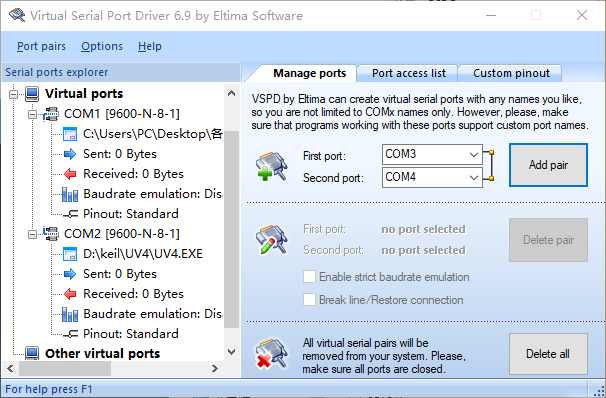 Virtual Serial Port Driver 6.9 by Eltima Software
Port pairs Options Help
Serial ports explorer
Virtual ports
COM1 [9600-N-8-1]
C:\Users\PC\Desktop\各
Sent: 0 Bytes
Received: 0 Bytes
Baudrate emulation: Dis
Pinout: Standard
COM2 [9600-N-8-1]
D:\keil\UV4\UV4.EXE
Sent: 0 Bytes
Received: 0 Bytes
Baudrate emulation: Dis
Pinout: Standard
Other virtual ports
Manage ports Port access list Custom pinout
VSPD by Eltima can create virtual serial ports with any names you like,
so you are not limited to COMx names only. However, please, make
sure that programs working with these ports support custom port names.
First port: COM3
Second port: COM4
Add pair
First port: no port selected
Second port: no port selected
Delete pair
Enable strict baudrate emulation
Break line/Restore connection
All virtual serial pairs will be
removed from your system. Please,
make sure all ports are closed.
Delete all
For help press F1